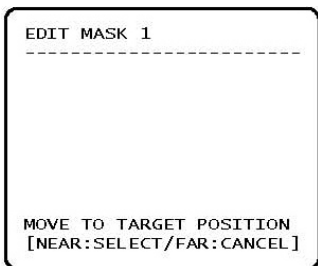 EDIT MASK 1
------------------------
MOVE TO TARGET POSITION
[NEAR:SELECT/FAR:CANCEL]